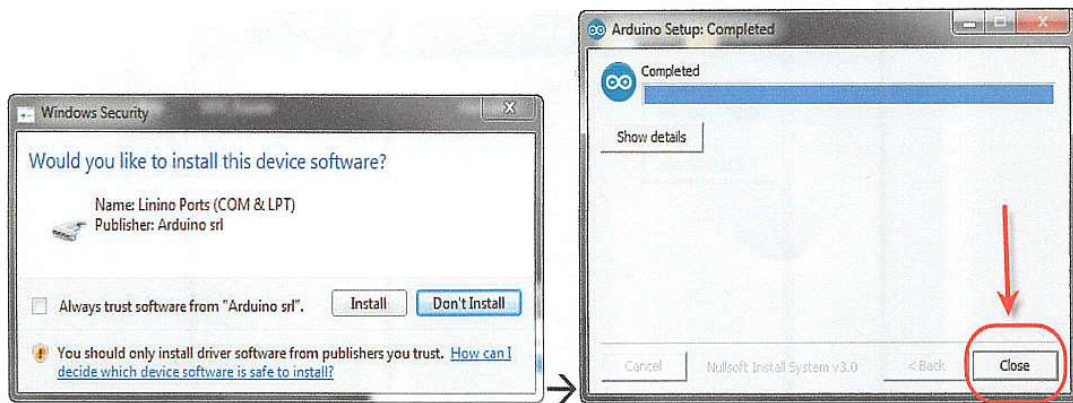 Windows Security
X
Would you like to install this device software?
Name: Linino Ports (COM & LPT)
Publisher: Arduino srl
Always trust software from "Arduino srl".
Install
Don't Install
You should only install driver software from publishers you trust. How can I
decide which device software is safe to install?
Arduino Setup: Completed
X
Completed
Show details
Cancel
Nullsoft Install System v3.0
< Back
Close